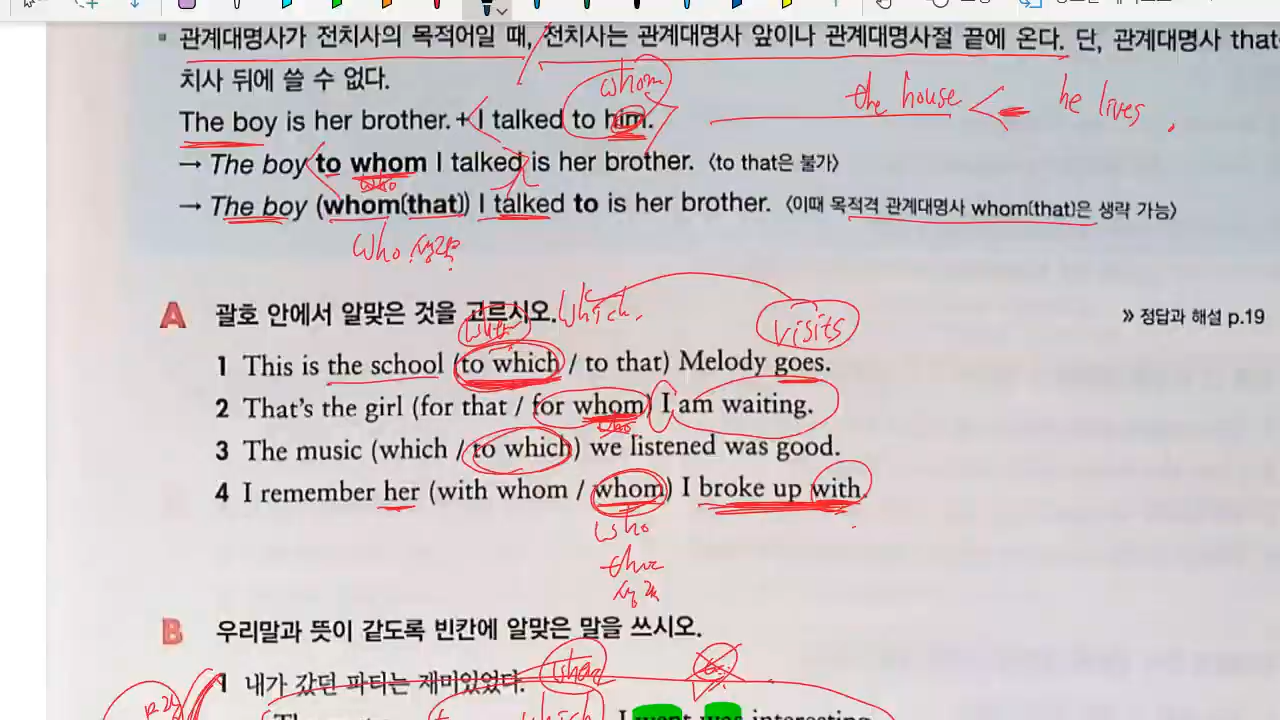 ▪ 관계대명사가 전치사의 목적어일 때, 전치사는 관계대명사 앞이나 관계대명사절 끝에 온다. 단, 관계대명사 that
치사 뒤에 쓸 수 없다.
whom
the house < he lives.
The boy is her brother. + I talked to him.
→ The boy to whom I talked is her brother. <to that은 불가>
who
→ The boy (whom(that)) I talked to is her brother. <이때 목적격 관계대명사 whom(that)은 생략 가능>
who 생략
A 괄호 안에서 알맞은 것을 고르시오. which. visits
» 정답과 해설 p.19
1 This is the school (to which / to that) Melody goes.
2 That's the girl (for that / for whom) I am waiting.
who
3 The music (which / to which) we listened was good.
4 I remember her (with whom / whom) I broke up with.
who
생략
B 우리말과 뜻이 같도록 빈칸에 알맞은 말을 쓰시오.
1 내가 갔던 파티는 재미있었다.
which I went was interesting